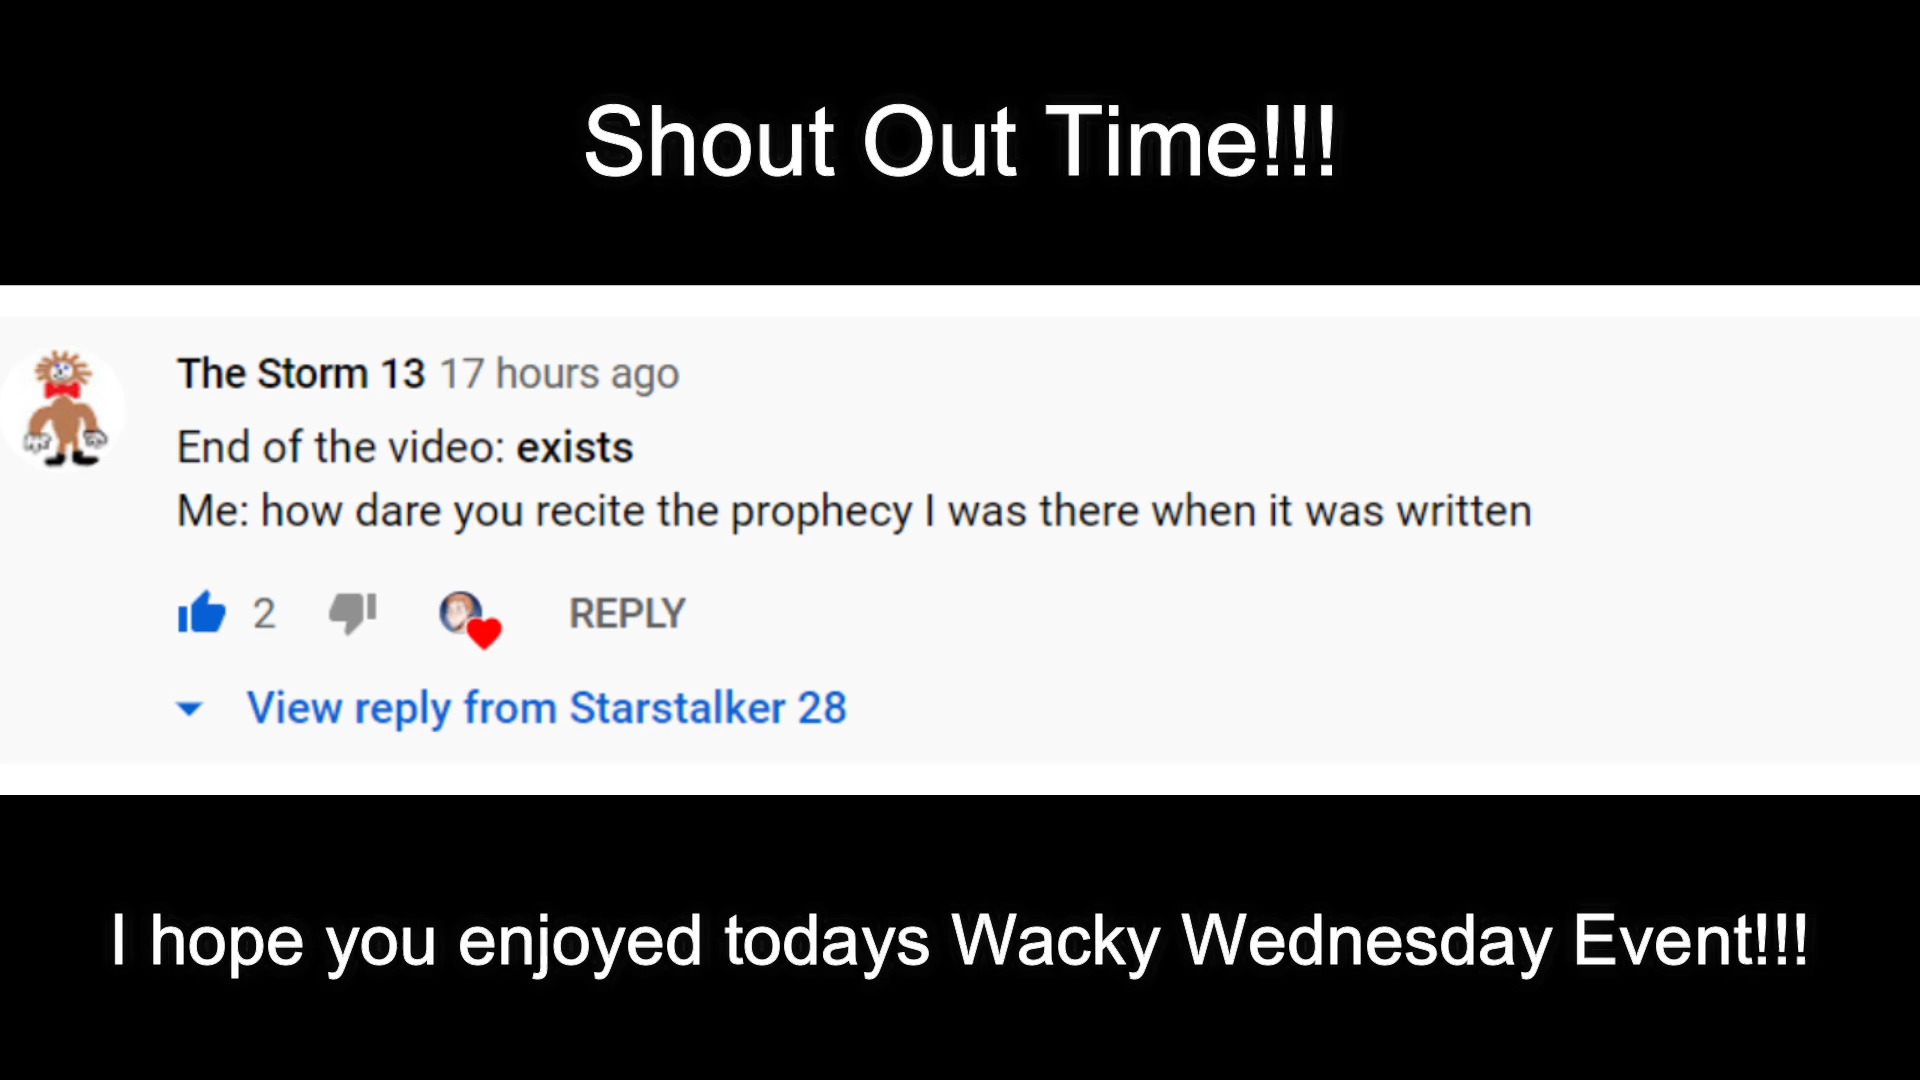 Shout Out Time!!!
The Storm 13 17 hours ago
End of the video: exists
Me: how dare you recite the prophecy I was there when it was written
2 REPLY
View reply from Starstalker 28
I hope you enjoyed todays Wacky Wednesday Event!!!